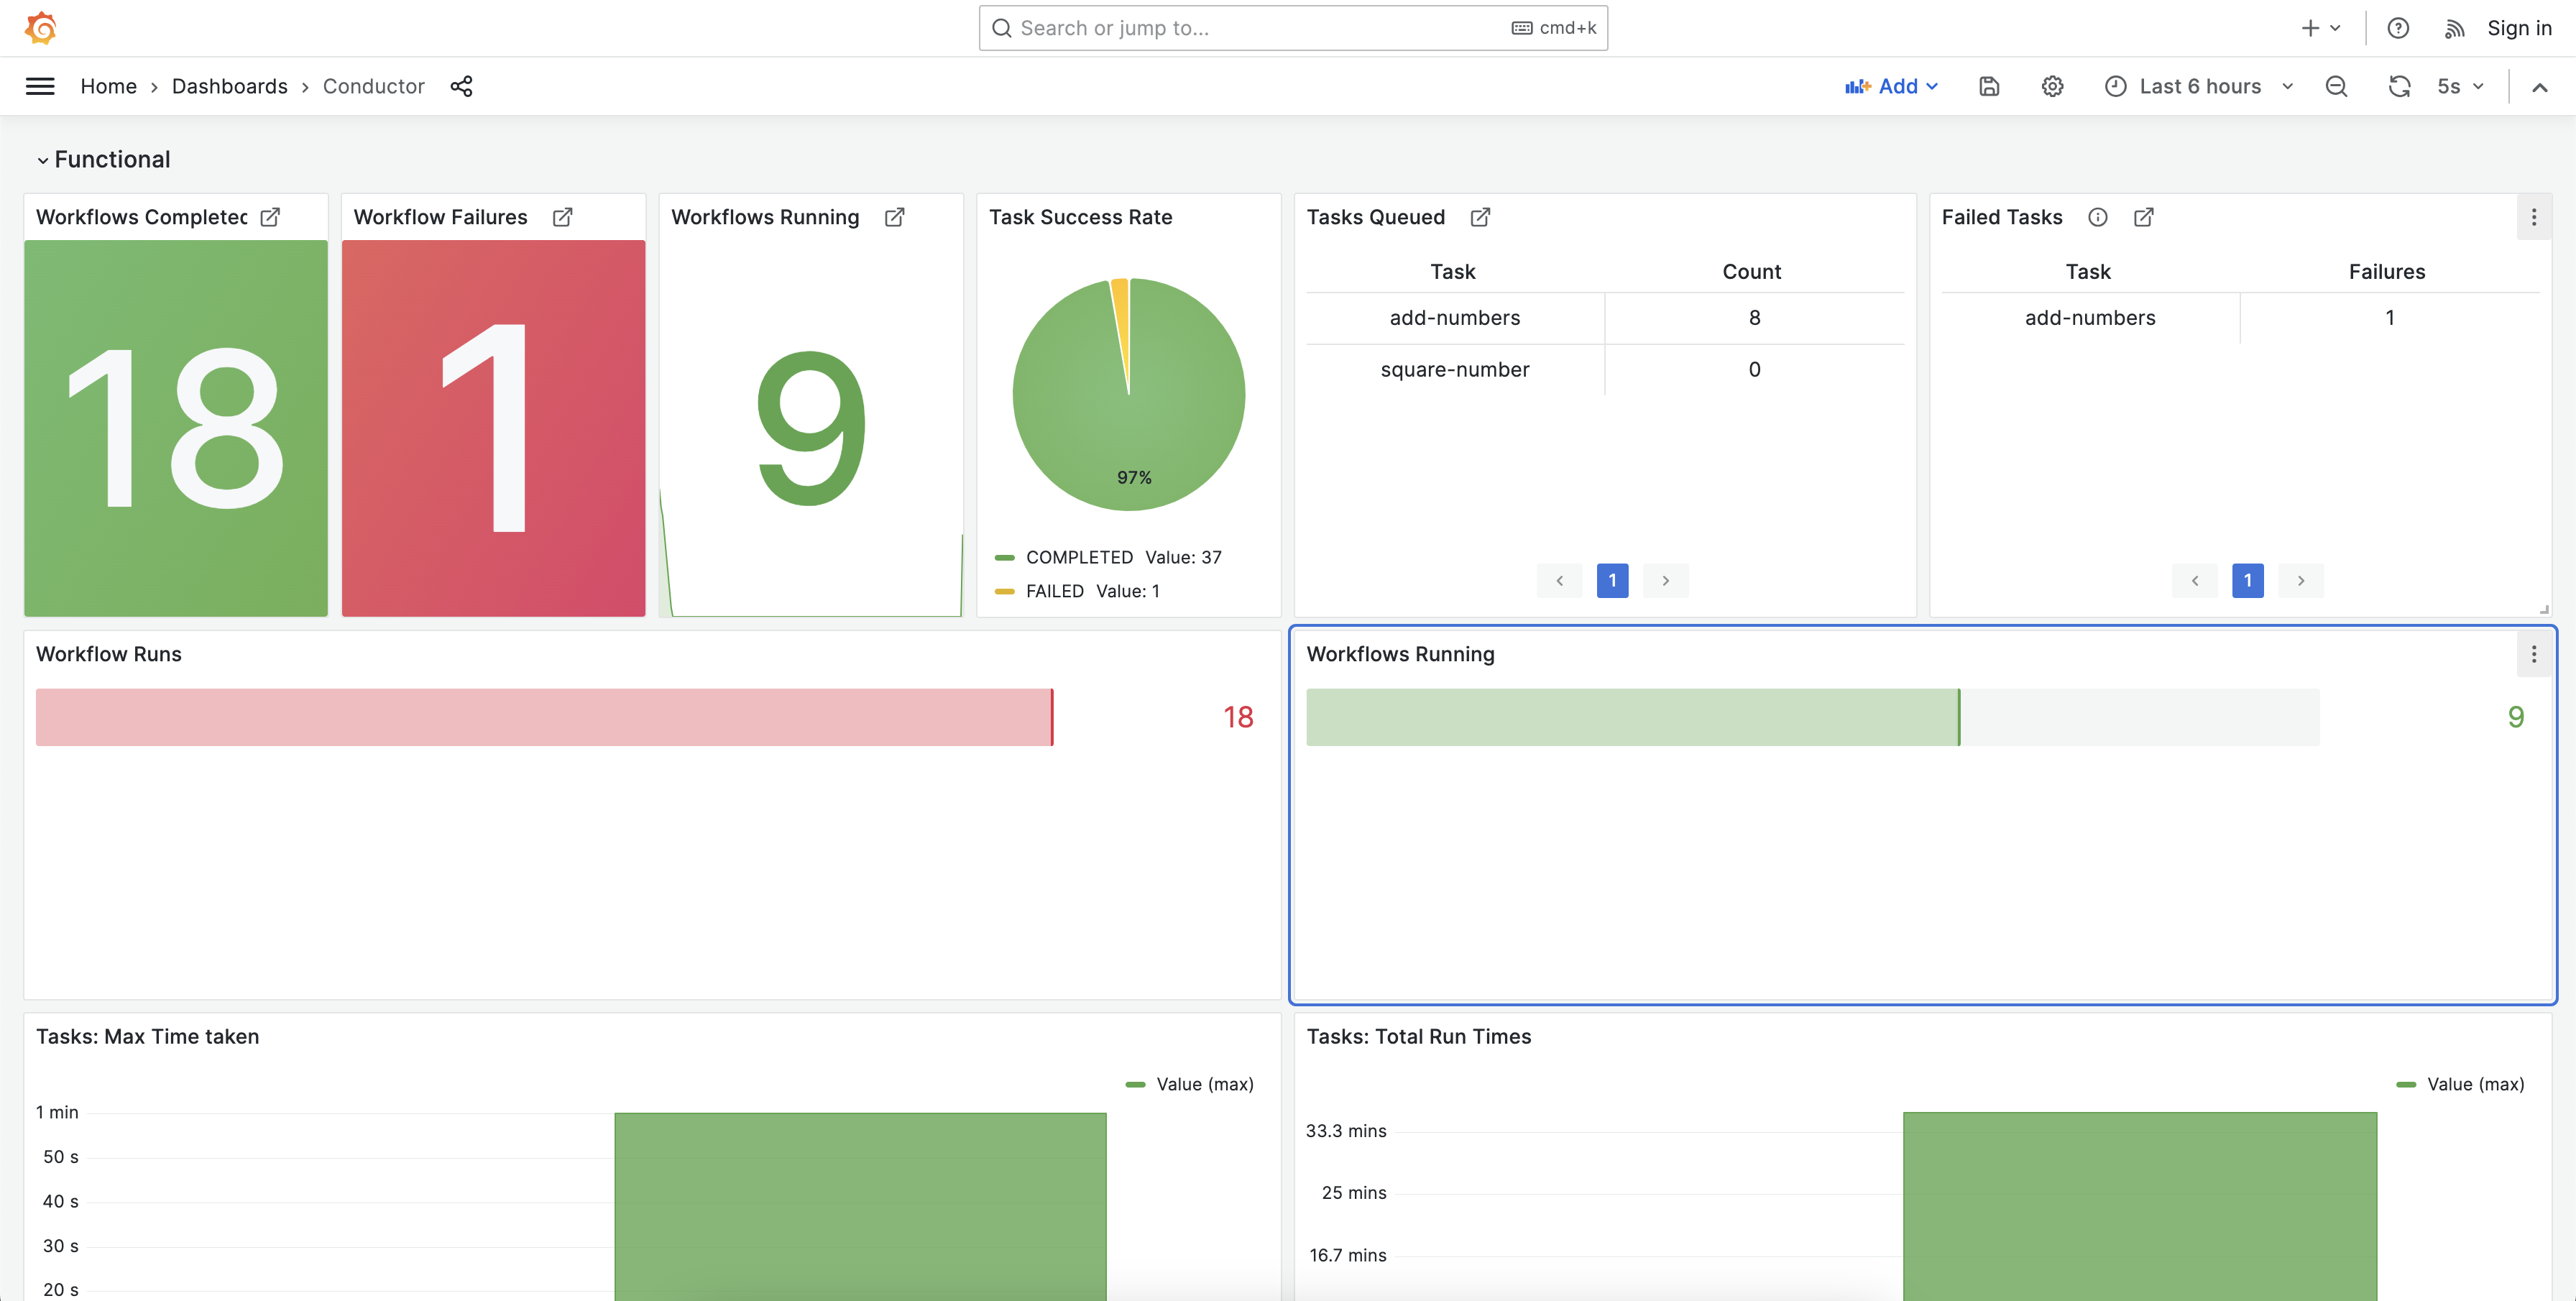 Search or jump to...
cmd+k
Sign in
Home
Dashboards
Conductor
Add
Last 6 hours
5s
Functional
Workflows Completed
Workflow Failures
Workflows Running
Task Success Rate
Tasks Queued
Failed Tasks
18
1
9
97%
COMPLETED Value: 37
FAILED Value: 1
Task Count
add-numbers 8
square-number 0
1
Task Failures
add-numbers 1
1
Workflow Runs
18
Workflows Running
9
Tasks: Max Time taken
Value (max)
1 min
50 s
40 s
30 s
20 s
Tasks: Total Run Times
Value (max)
33.3 mins
25 mins
16.7 mins